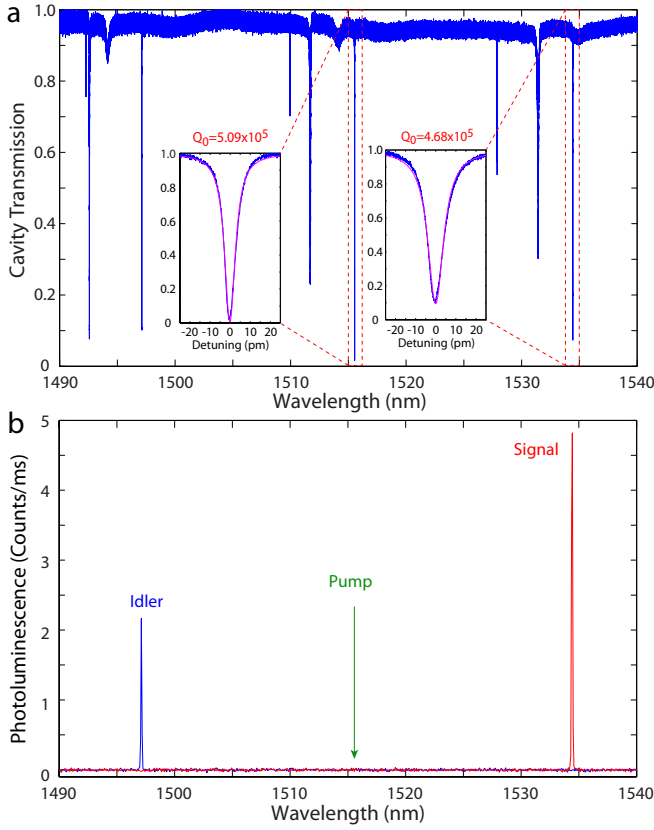 a
Cavity Transmission
1.0
0.8
0.6
0.4
0.2
0
Q0=5.09x10^5
1.0
0.8
0.6
0.4
0.2
0.0
-20 -10 0 10 20
Detuning (pm)
Q0=4.68x10^5
1.0
0.8
0.6
0.4
0.2
0.0
-20 -10 0 10 20
Detuning (pm)
1490 1500 1510 1520 1530 1540
Wavelength (nm)
b
Photoluminescence (Counts/ms)
5
4
3
2
1
0
Idler
Pump
Signal
1490 1500 1510 1520 1530 1540
Wavelength (nm)